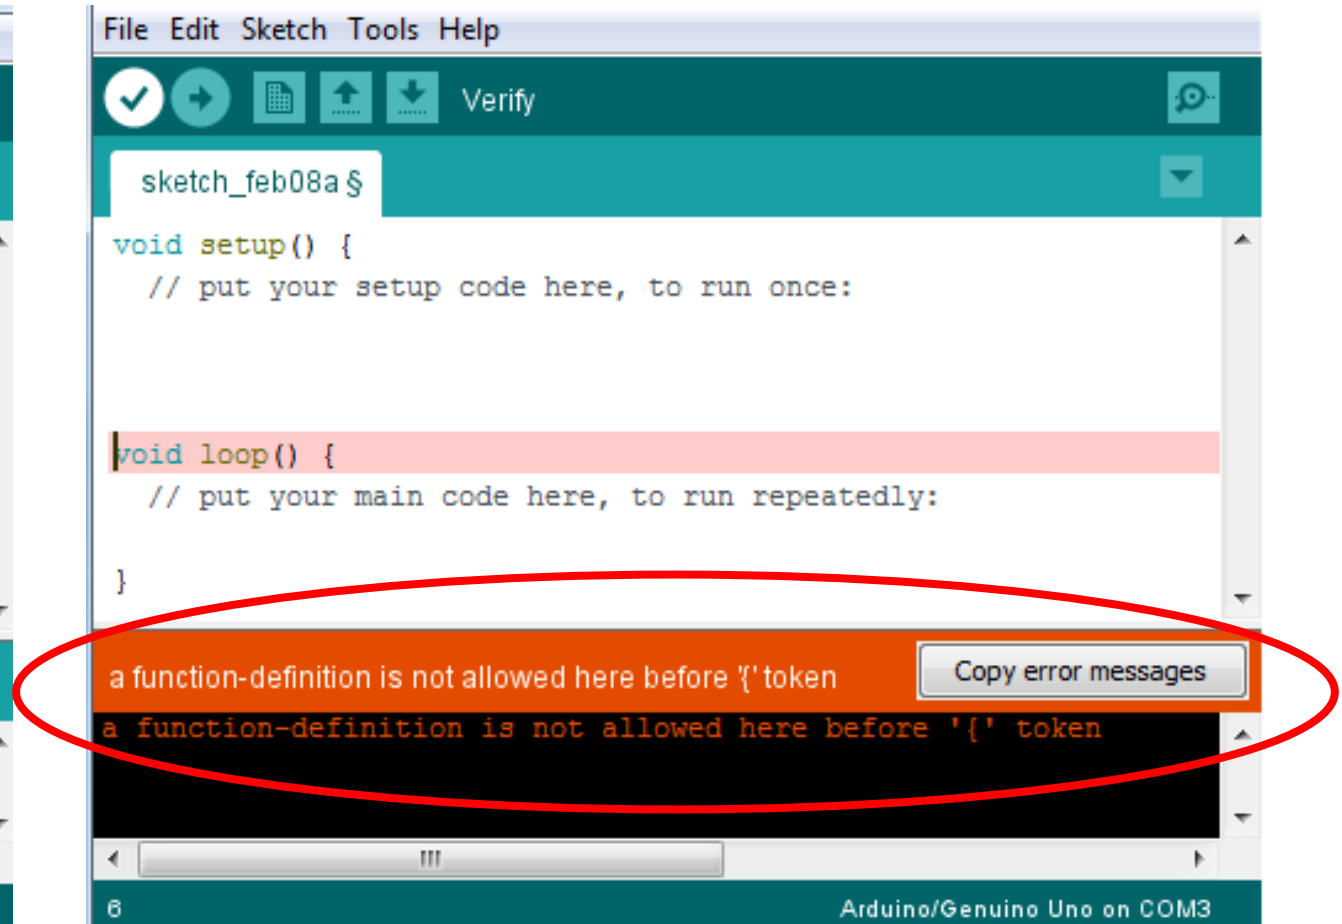 File Edit Sketch Tools Help
Verify
sketch_feb08a §
void setup() {
  // put your setup code here, to run once:
void loop() {
  // put your main code here, to run repeatedly:
}
a function-definition is not allowed here before '{' token
Copy error messages
a function-definition is not allowed here before '{' token
6
Arduino/Genuino Uno on COM3